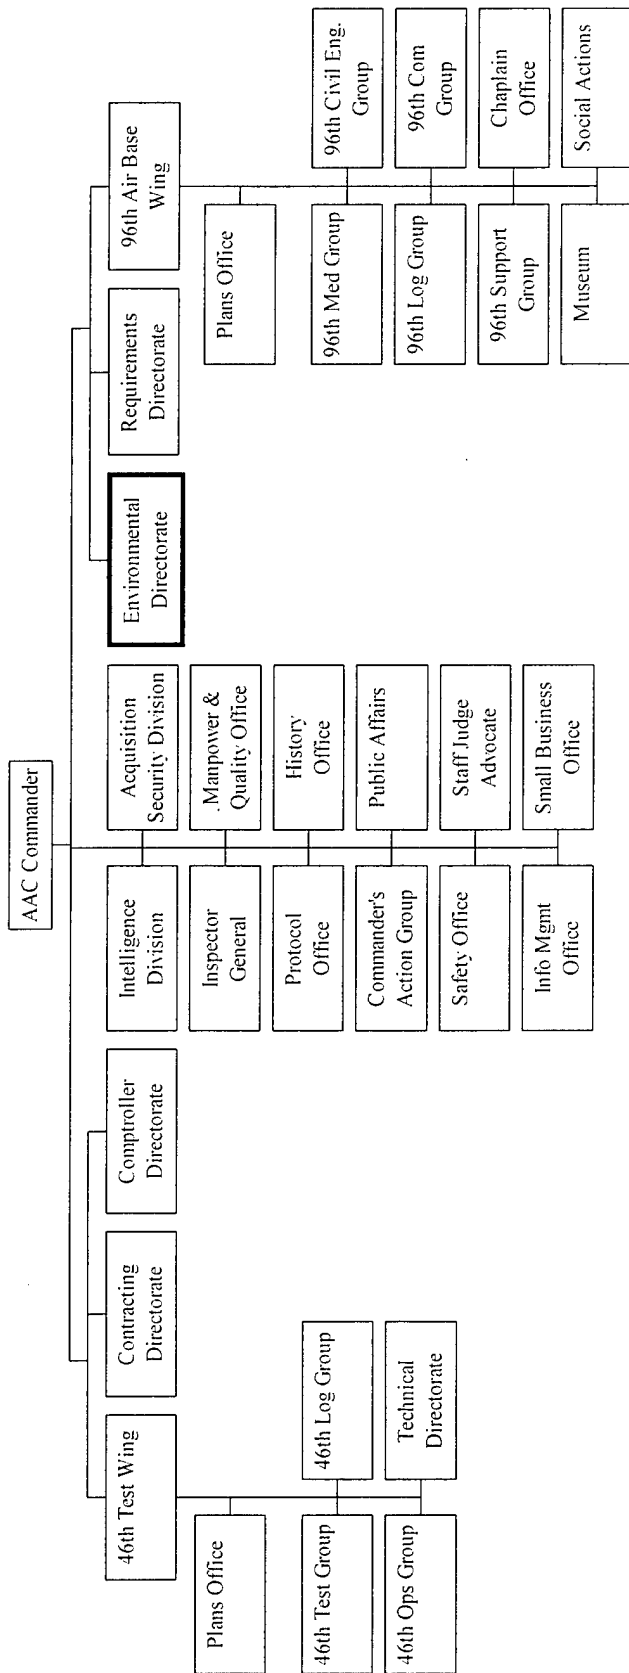 AAC Commander
46th Test Wing
Contracting
Directorate
Comptroller
Directorate
Environmental
Directorate
Requirements
Directorate
96th Air Base
Wing
Plans Office
46th Test Group
46th Log Group
46th Ops Group
Technical
Directorate
Intelligence
Division
Acquisition
Security Division
Inspector
General
.Manpower &
Quality Office
Protocol
Office
History
Office
Commander's
Action Group
Public Affairs
Safety Office
Staff Judge
Advocate
Info Mgmt
Office
Small Business
Office
Plans Office
96th Med Group
96th Civil Eng.
Group
96th Log Group
96th Com
Group
96th Support
Group
Chaplain
Office
Museum
Social Actions